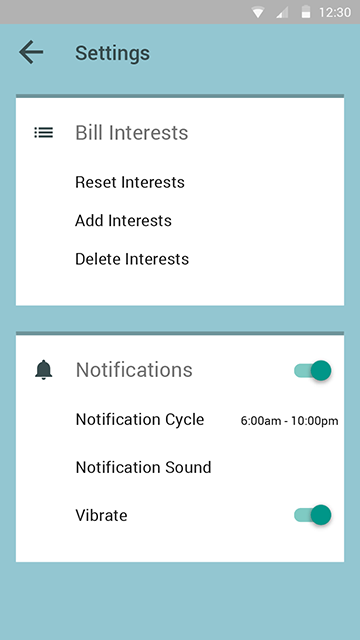 12:30
Settings
Bill Interests
Reset Interests
Add Interests
Delete Interests
Notifications
Notification Cycle 6:00am - 10:00pm
Notification Sound
Vibrate